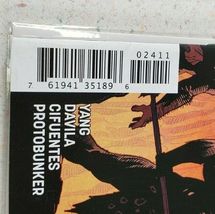 02411
7 61941 35189 6
YANG
DAVILA
CIFUENTES
PROTOBUNKER